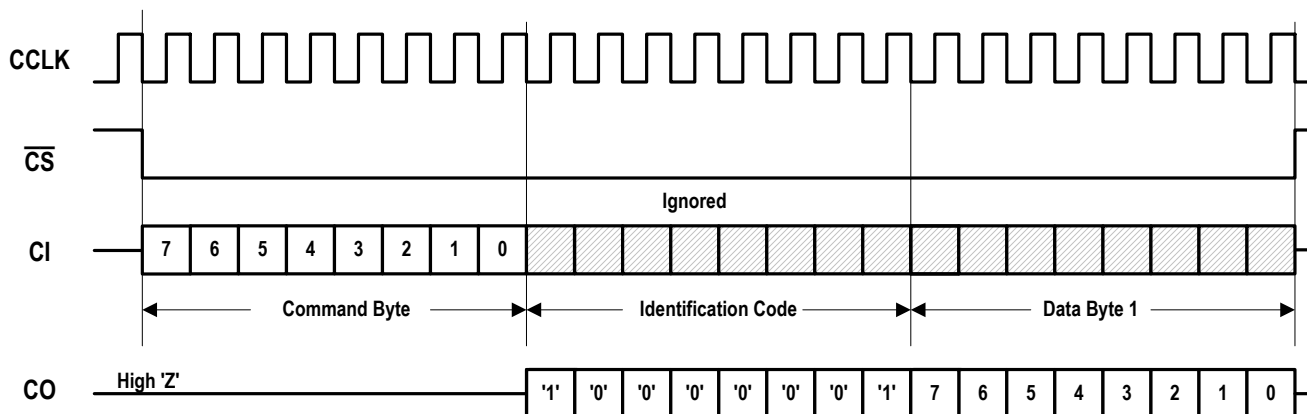 CCLK
CS
Ignored
CI 7 6 5 4 3 2 1 0
Command Byte Identification Code Data Byte 1
High 'Z'
CO '1' '0' '0' '0' '0' '0' '0' '1' 7 6 5 4 3 2 1 0